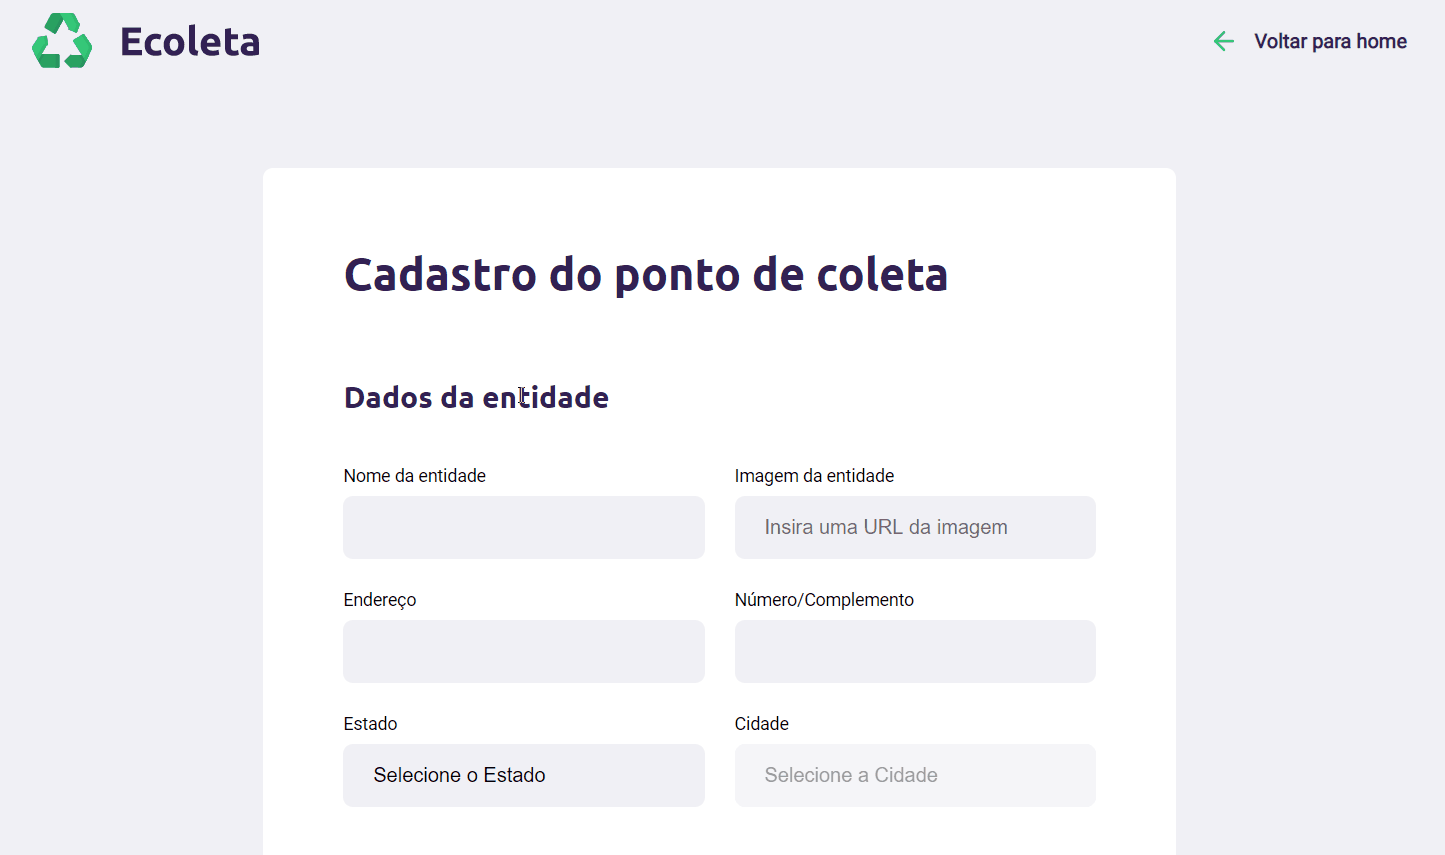 Ecoleta
Voltar para home
Cadastro do ponto de coleta
Dados da entidade
Nome da entidade
Imagem da entidade
Insira uma URL da imagem
Endereço
Número/Complemento
Estado
Cidade
Selecione o Estado
Selecione a Cidade